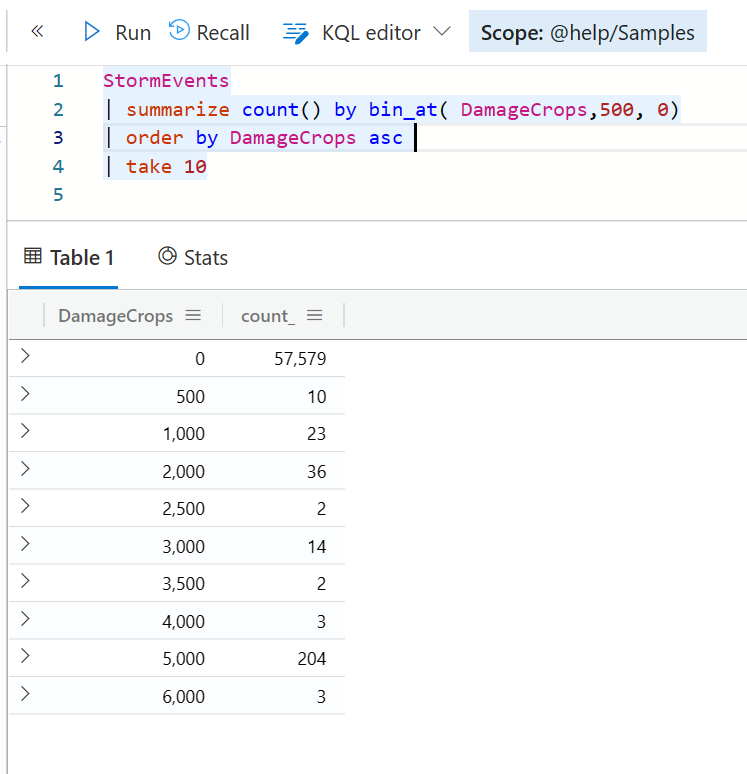 « Run Recall KQL editor Scope: @help/Samples
1 StormEvents
2 | summarize count() by bin_at( DamageCrops,500, 0)
3 | order by DamageCrops asc
4 | take 10
5
Table 1 Stats
DamageCrops count_
0 57,579
500 10
1,000 23
2,000 36
2,500 2
3,000 14
3,500 2
4,000 3
5,000 204
6,000 3